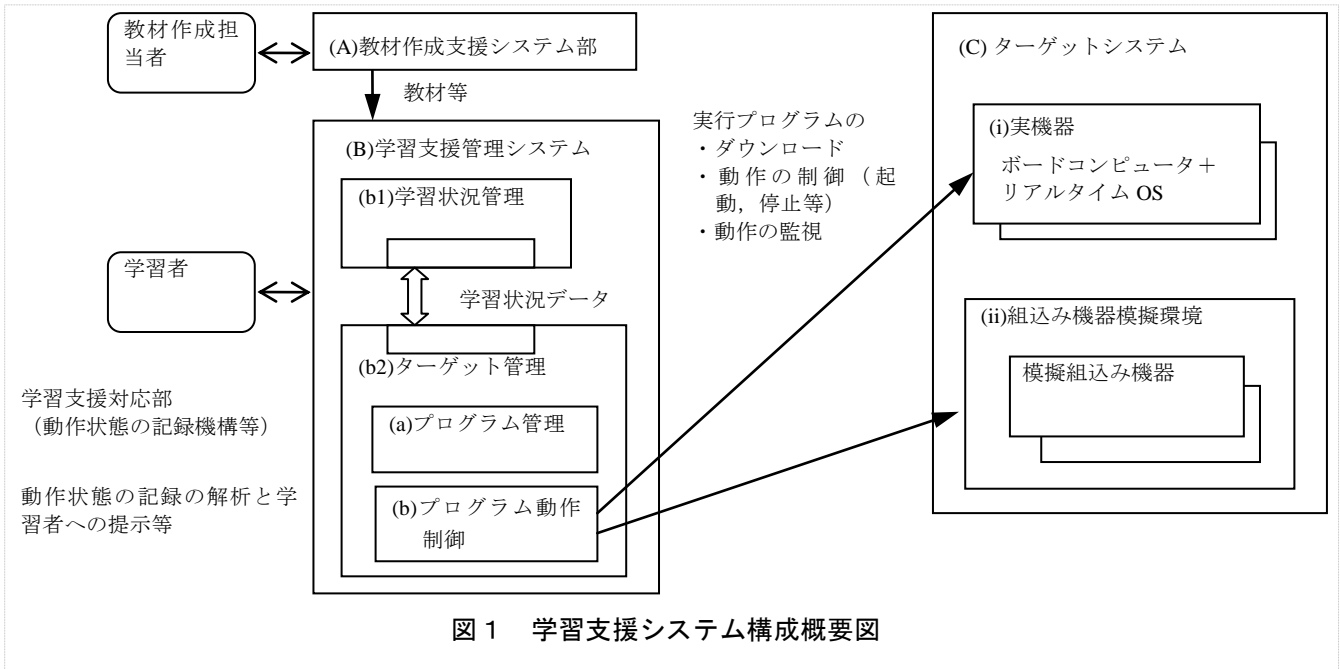 教材作成担
当者
(A)教材作成支援システム部
教材等
(B)学習支援管理システム
(b1)学習状況管理
学習者
学習状況データ
(b2)ターゲット管理
(a)プログラム管理
(b)プログラム動作
制御
学習支援対応部
（動作状態の記録機構等）
動作状態の記録の解析と学
習者への提示等
実行プログラムの
・ダウンロード
・動作の制御（起
動，停止等）
・動作の監視
(C) ターゲットシステム
(i)実機器
ボードコンピュータ＋
リアルタイム OS
(ii)組込み機器模擬環境
模擬組込み機器
図１　学習支援システム構成概要図